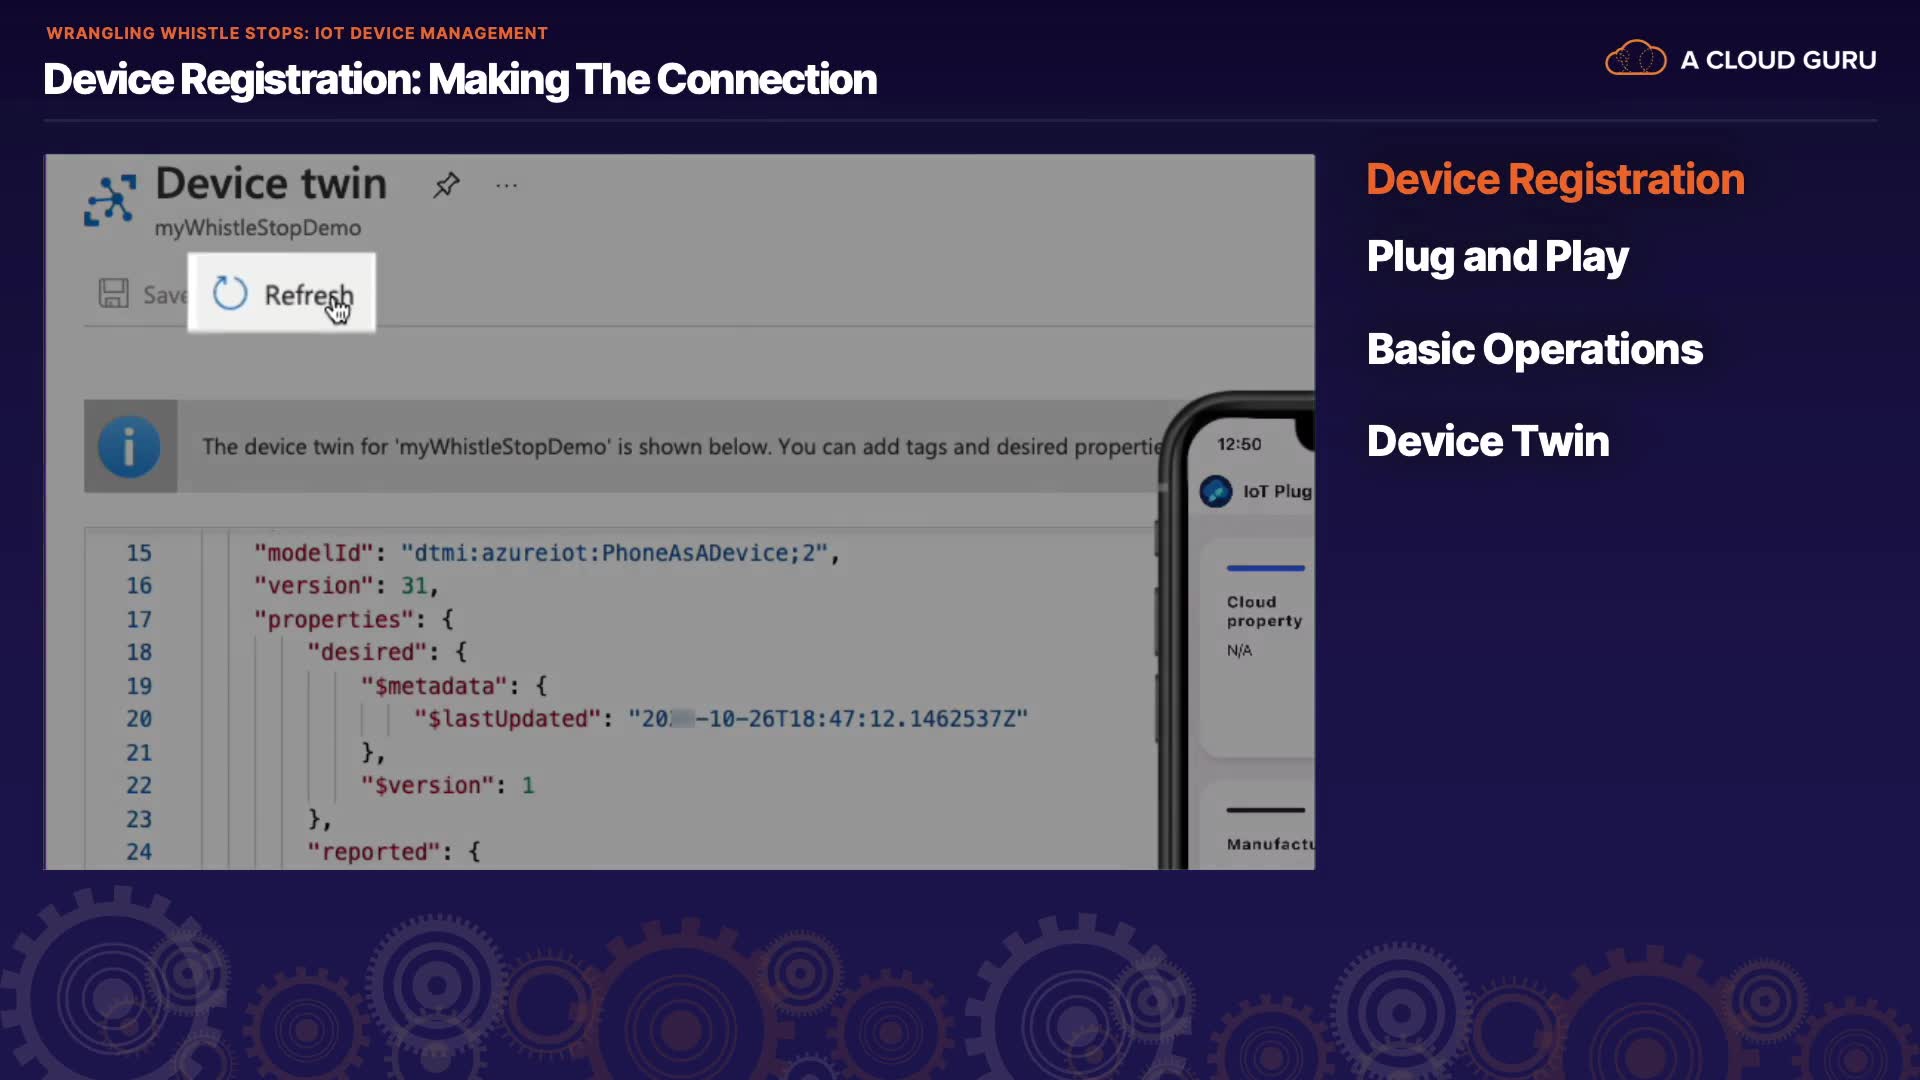 WRANGLING WHISTLE STOPS: IOT DEVICE MANAGEMENT
Device Registration: Making The Connection
A CLOUD GURU
Device twin
myWhistleStopDemo
Save
Refresh
The device twin for 'myWhistleStopDemo' is shown below. You can add tags and desired propertie
15 "modelId": "dtmi:azureiot:PhoneAsADevice;2",
16 "version": 31,
17 "properties": {
18 "desired": {
19 "$metadata": {
20 "$lastUpdated": "20 -10-26T18:47:12.1462537Z"
21 },
22 "$version": 1
23 },
24 "reported": {
12:50
IoT Plug
Cloud
property
N/A
Manufactu
Device Registration
Plug and Play
Basic Operations
Device Twin